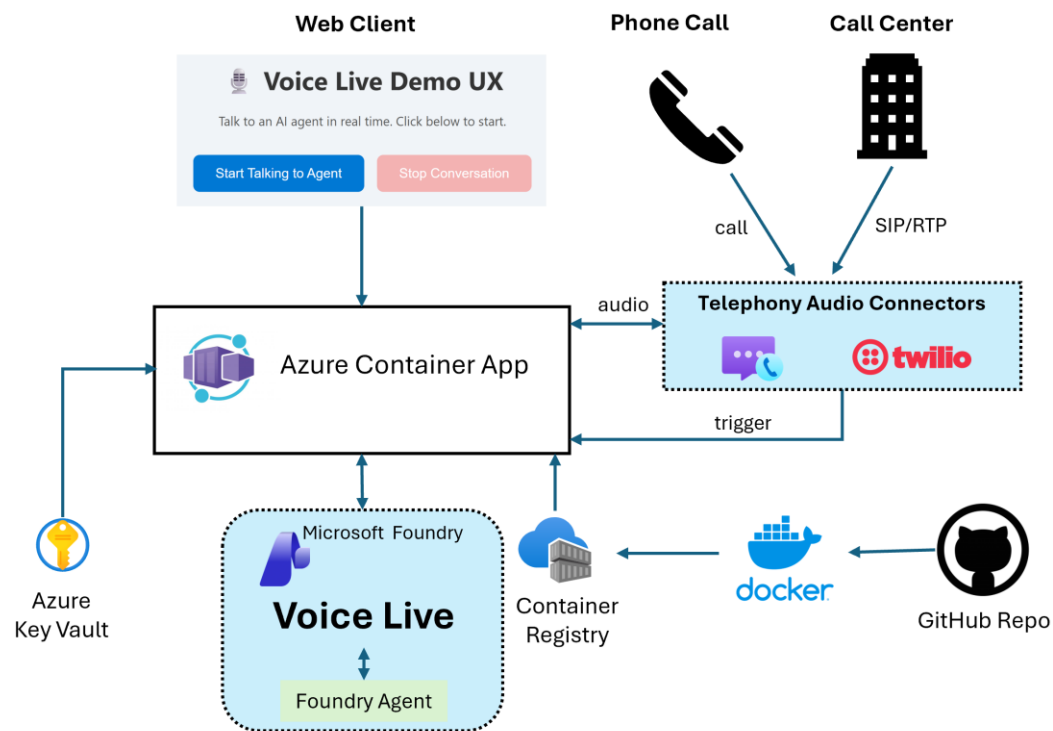 Web Client
Phone Call
Call Center
Voice Live Demo UX
Talk to an AI agent in real time. Click below to start.
Start Talking to Agent
Stop Conversation
call
SIP/RTP
audio
Telephony Audio Connectors
twilio
Azure Container App
trigger
Microsoft Foundry
Voice Live
Foundry Agent
Azure
Key Vault
Container
Registry
docker
GitHub Repo